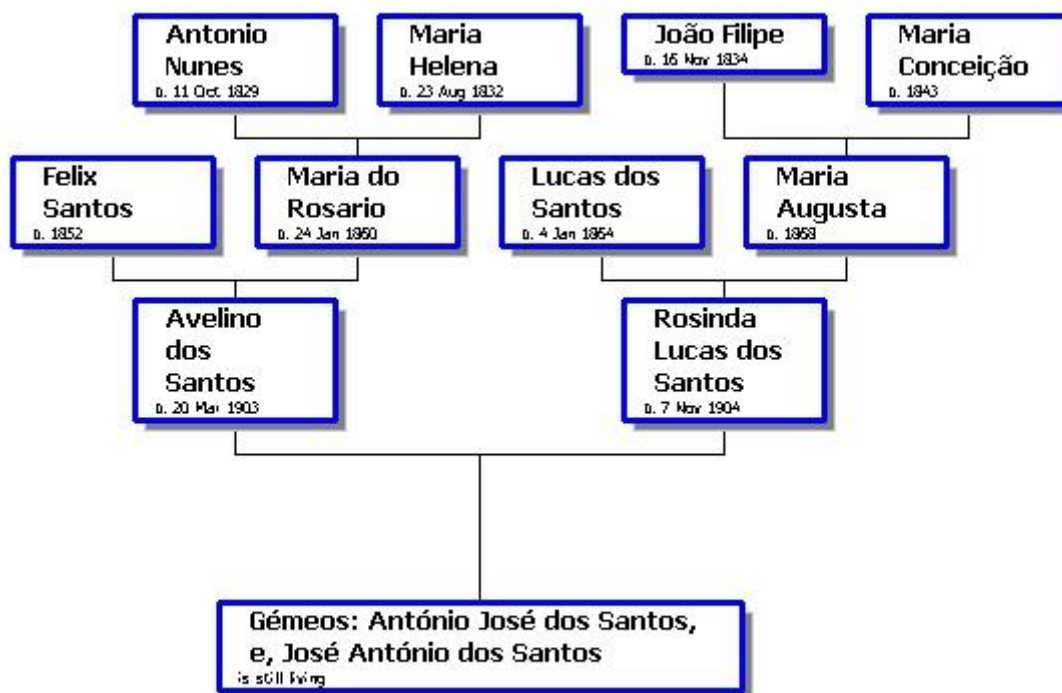 Antonio
Nunes
n. 11 Oct 1829
Maria
Helena
n. 23 Aug 1832
João Filipe
n. 16 Nov 1834
Maria
Conceição
n. 1843
Felix
Santos
n. 1852
Maria do
Rosario
n. 24 Jan 1860
Lucas dos
Santos
n. 4 Jan 1864
Maria
Augusta
n. 1868
Avelino
dos
Santos
n. 20 Mar 1903
Rosinda
Lucas dos
Santos
n. 7 Nov 1904
Gémeos: António José dos Santos,
e, José António dos Santos
is still living